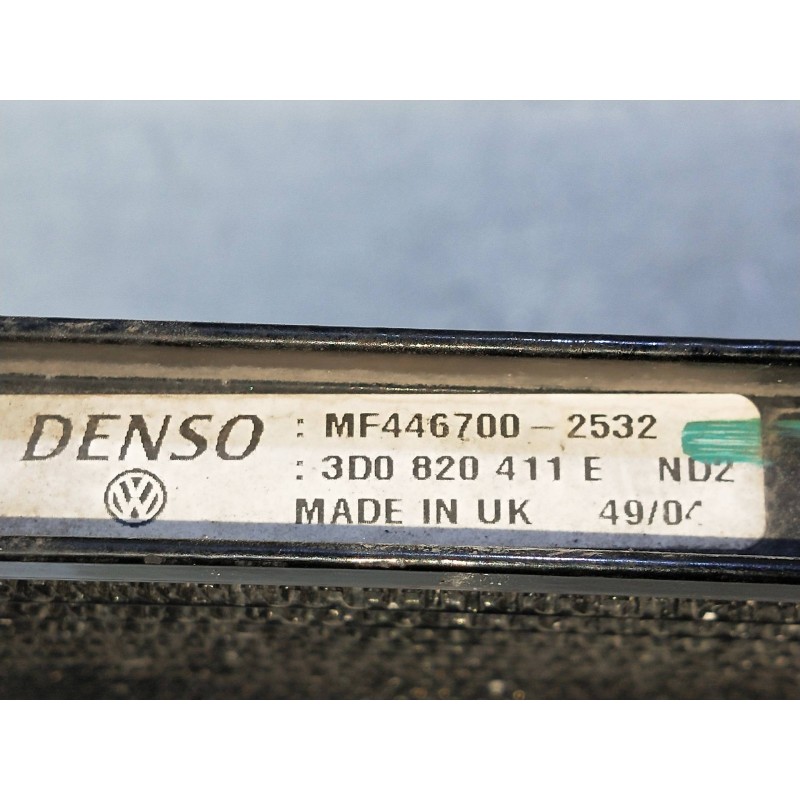 DENSO : MF446700-2532
: 3D0 820 411 E ND2
MADE IN UK 49/04